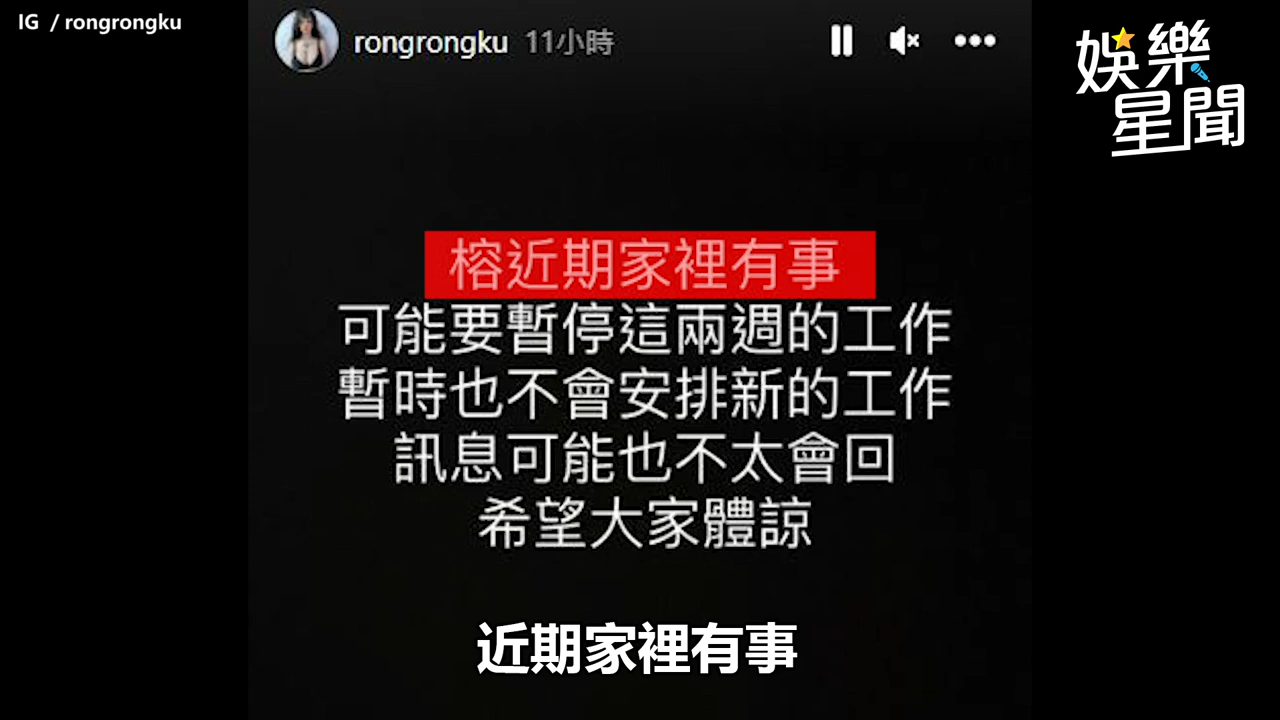 IG / rongrongku
rongrongku 11小時
娛樂
星聞
榕近期家裡有事
可能要暫停這兩週的工作
暫時也不會安排新的工作
訊息可能也不太會回
希望大家體諒
近期家裡有事